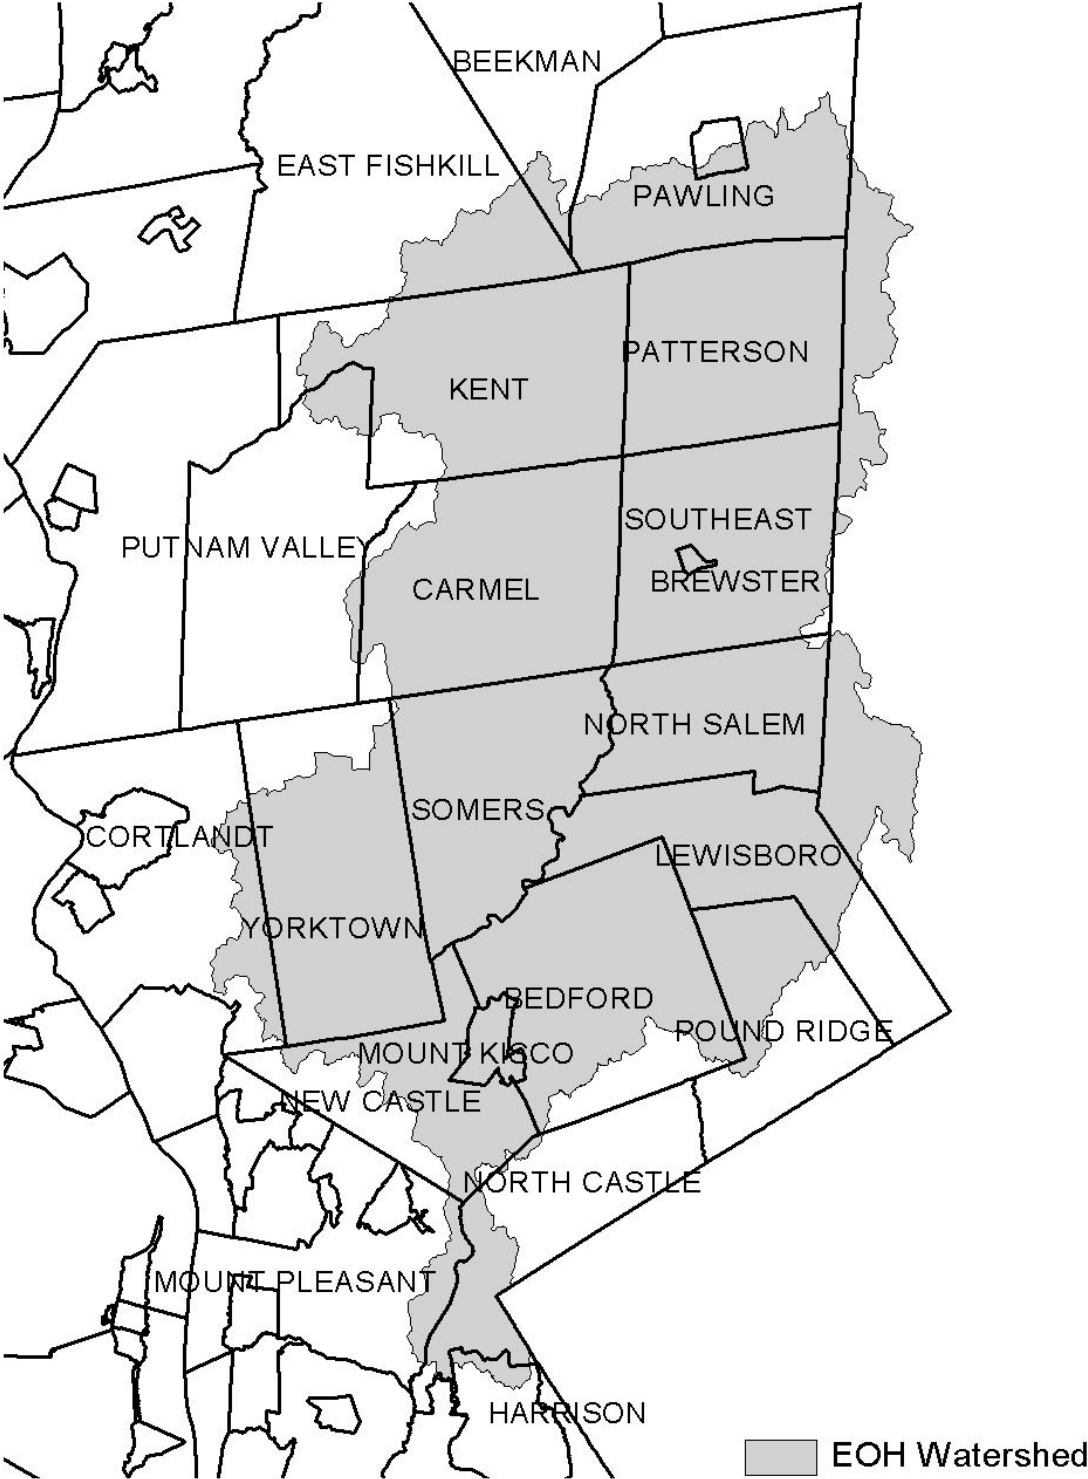 BEEKMAN
EAST FISHKILL
PAWLING
PATTERSON
KENT
SOUTHEAST
PUTNAM VALLEY
BREWSTER
CARMEL
NORTH SALEM
SOMERS
CORTLANDT
LEWISBORO
YORKTOWN
BEDFORD
POUND RIDGE
MOUNT KISCO
NEW CASTLE
NORTH CASTLE
MOUNT PLEASANT
HARRISON
EOH Watershed